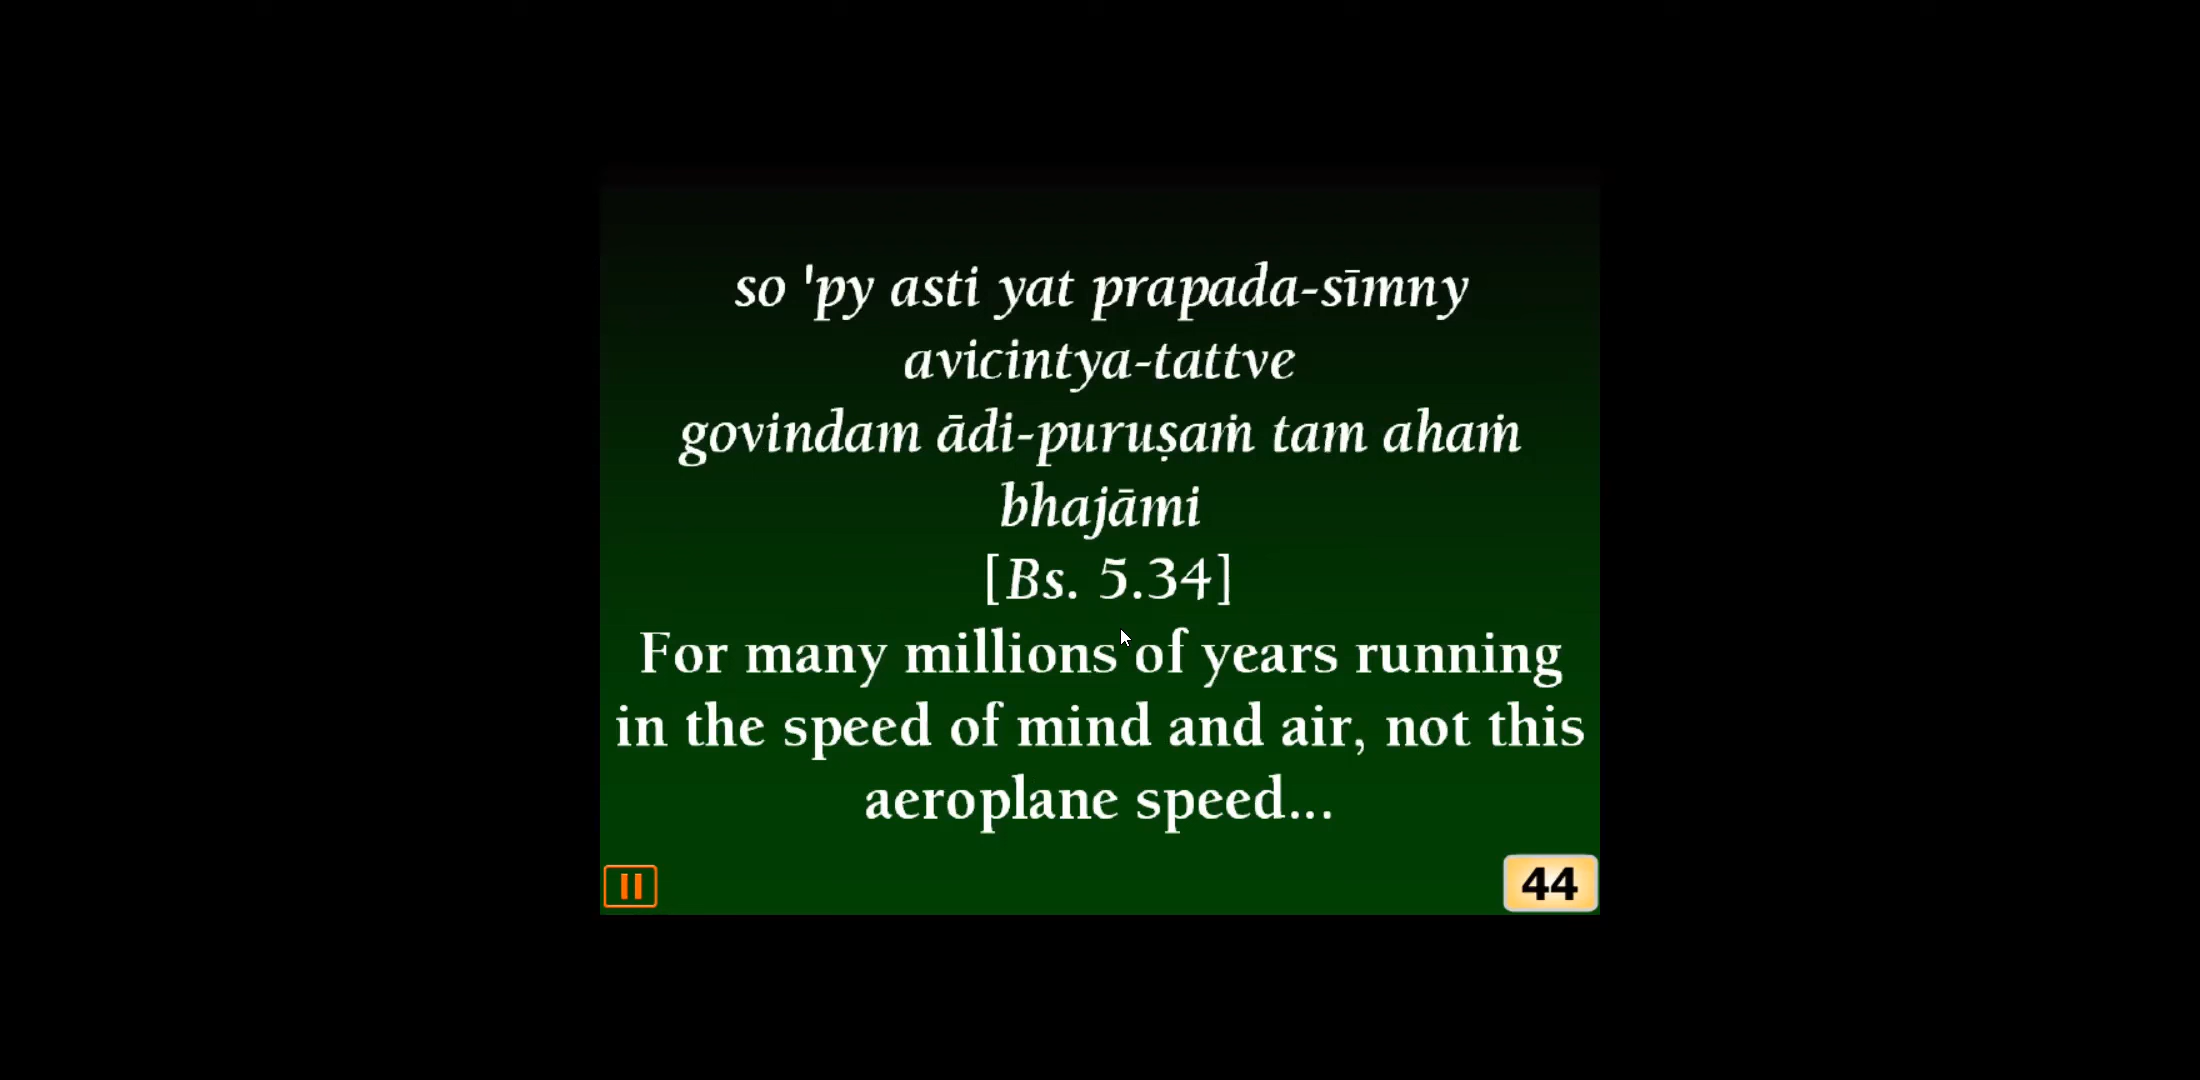 so 'py asti yat prapada-sīmny
avicintya-tattve
govindam ādi-puruṣaṁ tam ahaṁ
bhajāmi
[Bs. 5.34]
For many millions of years running
in the speed of mind and air, not this
aeroplane speed...
44